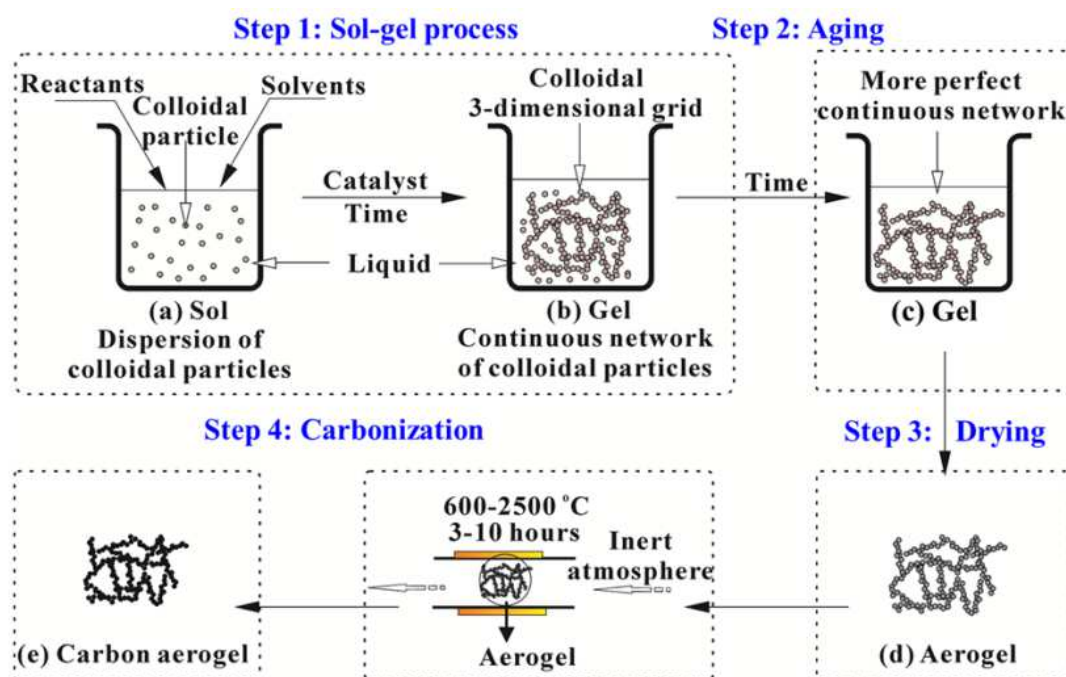 Step 1: Sol-gel process
Step 2: Aging
Reactants
Solvents
Colloidal
particle
Colloidal
3-dimensional grid
More perfect
continuous network
Catalyst
Time
Time
Liquid
(a) Sol
Dispersion of
colloidal particles
(b) Gel
Continuous network
of colloidal particles
(c) Gel
Step 4: Carbonization
Step 3: Drying
600-2500 °C
3-10 hours
Inert
atmosphere
Aerogel
(e) Carbon aerogel
(d) Aerogel